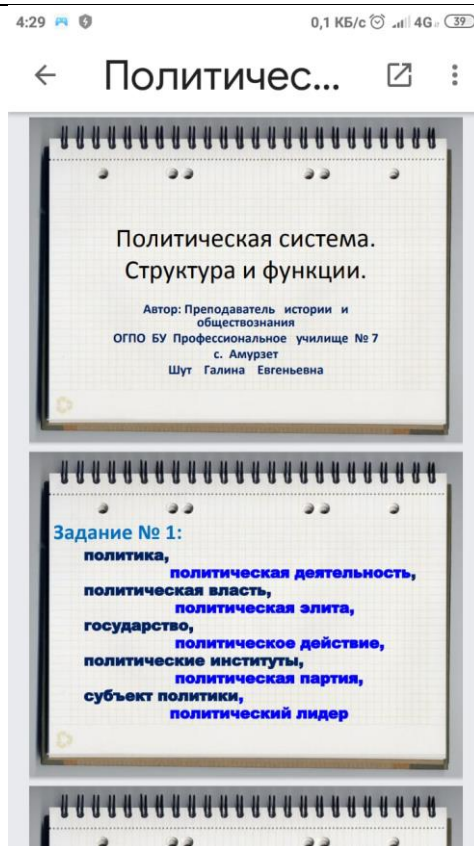 4:29 0,1 КБ/с 4G 39
Политичес...
Политическая система.
Структура и функции.
Автор: Преподаватель истории и
обществознания
ОГПО БУ Профессиональное училище № 7
с. Амурзет
Шут Галина Евгеньевна
Задание № 1:
политика,
политическая деятельность,
политическая власть,
политическая элита,
государство,
политическое действие,
политические институты,
политическая партия,
субъект политики,
политический лидер